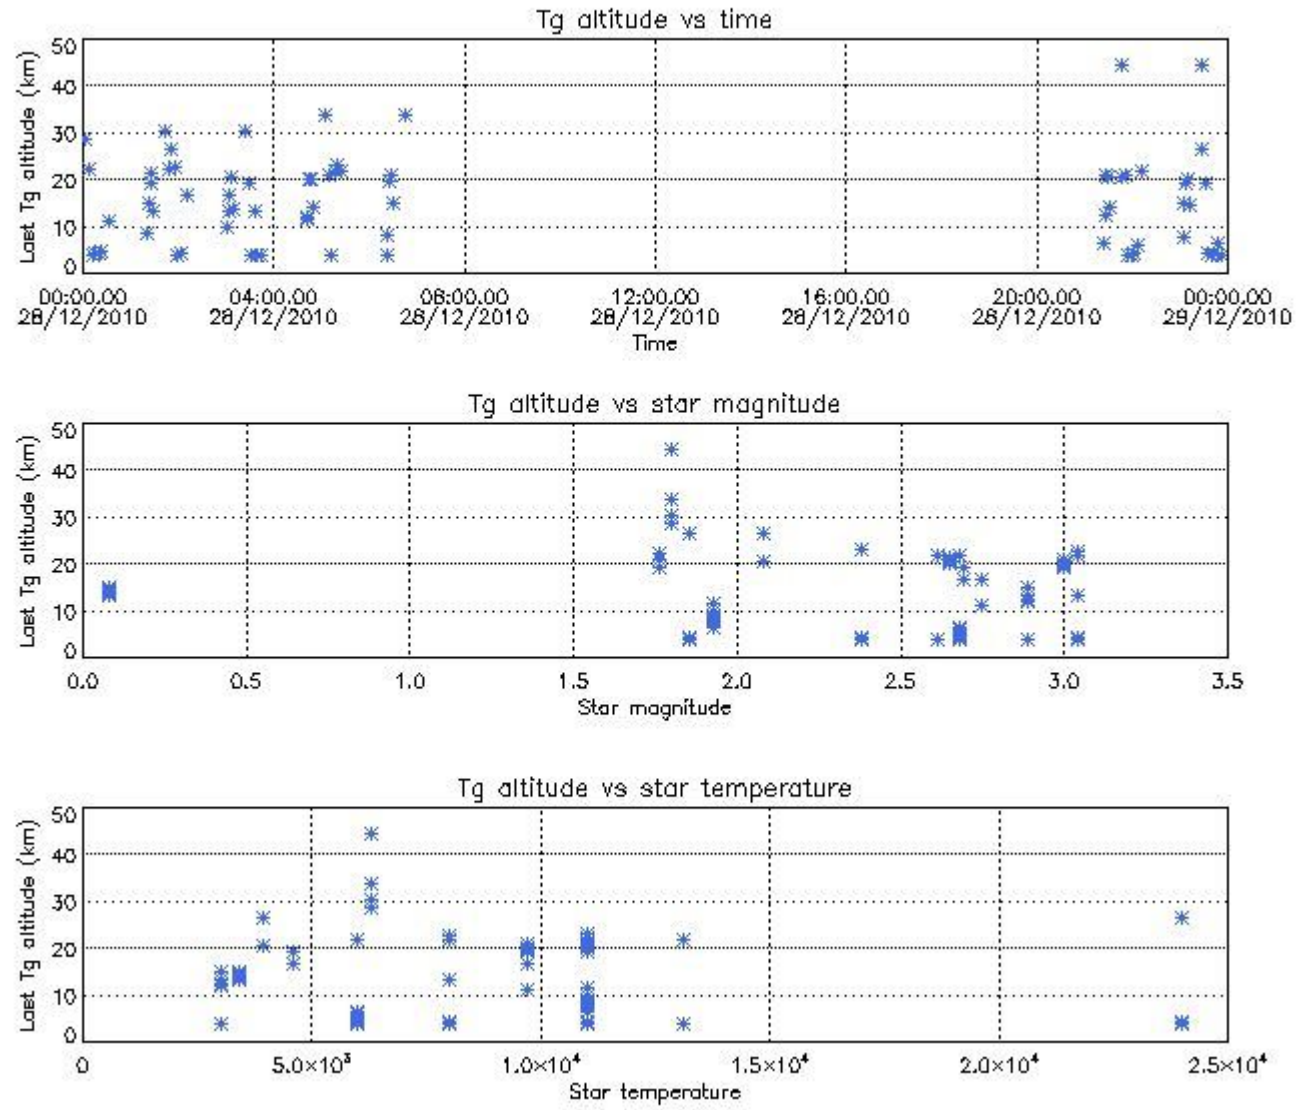 Tg altitude vs time
Last Tg altitude (km)
50
40
30
20
10
0
00:00.00 04:00.00 08:00.00 12:00.00 16:00.00 20:00.00 00:00.00
28/12/2010 28/12/2010 28/12/2010 28/12/2010 28/12/2010 28/12/2010 29/12/2010
Time
Tg altitude vs star magnitude
Last Tg altitude (km)
50
40
30
20
10
0
0.0 0.5 1.0 1.5 2.0 2.5 3.0 3.5
Star magnitude
Tg altitude vs star temperature
Last Tg altitude (km)
50
40
30
20
10
0
0 5.0×10³ 1.0×10⁴ 1.5×10⁴ 2.0×10⁴ 2.5×10⁴
Star temperature